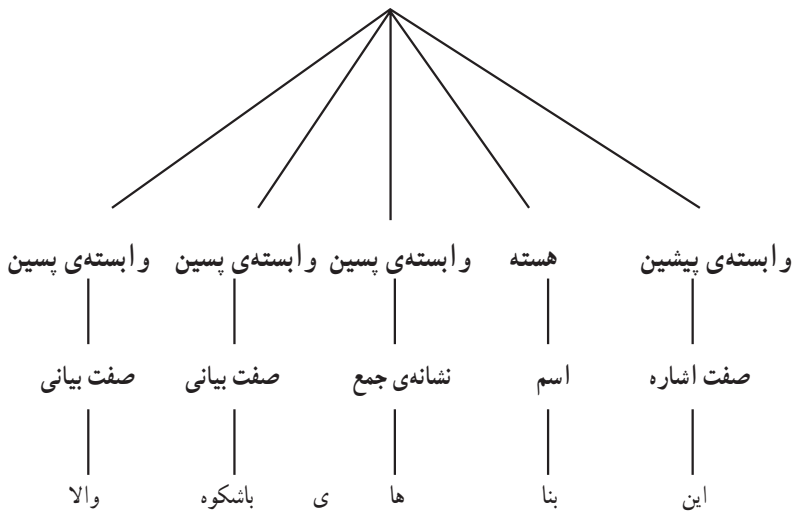 وابسته‌ی پیشین هسته وابسته‌ی پسین وابسته‌ی پسین وابسته‌ی پسین
صفت اشاره اسم نشانه‌ی جمع صفت بیانی صفت بیانی
این بنا ها ی باشکوه والا